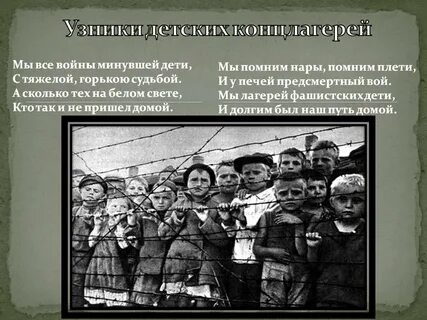 Узники детских концлагерей
Мы все войны минувшей дети,
С тяжелой, горькою судьбой.
А сколько тех на белом свете,
Кто так и не пришел домой.
Мы помним нары, помним плети,
И у печей предсмертный вой.
Мы лагерей фашистских дети,
И долгим был наш путь домой.